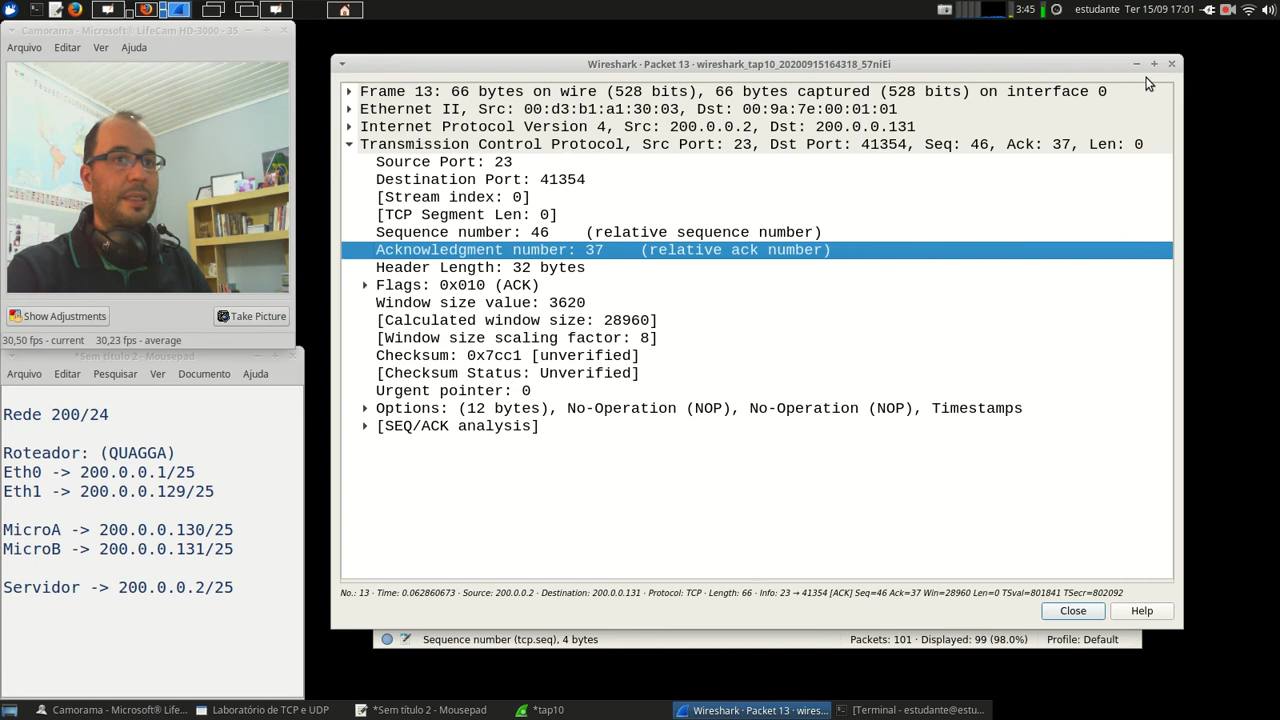 3:45 estudante Ter 15/09 17:01
Camorama - Microsoft® LifeCam HD-3000 - 35
Arquivo Editar Ver Ajuda
Show Adjustments Take Picture
30,50 fps - current 30,23 fps - average
*Sem título 2 - Mousepad
Arquivo Editar Pesquisar Ver Documento Ajuda
Rede 200/24
Roteador: (QUAGGA)
Eth0 -> 200.0.0.1/25
Eth1 -> 200.0.0.129/25
MicroA -> 200.0.0.130/25
MicroB -> 200.0.0.131/25
Servidor -> 200.0.0.2/25
Wireshark · Packet 13 · wireshark_tap10_20200915164318_57niEi
Frame 13: 66 bytes on wire (528 bits), 66 bytes captured (528 bits) on interface 0
Ethernet II, Src: 00:d3:b1:a1:30:03, Dst: 00:9a:7e:00:01:01
Internet Protocol Version 4, Src: 200.0.0.2, Dst: 200.0.0.131
Transmission Control Protocol, Src Port: 23, Dst Port: 41354, Seq: 46, Ack: 37, Len: 0
Source Port: 23
Destination Port: 41354
[Stream index: 0]
[TCP Segment Len: 0]
Sequence number: 46 (relative sequence number)
Acknowledgment number: 37 (relative ack number)
Header Length: 32 bytes
Flags: 0x010 (ACK)
Window size value: 3620
[Calculated window size: 28960]
[Window size scaling factor: 8]
Checksum: 0x7cc1 [unverified]
[Checksum Status: Unverified]
Urgent pointer: 0
Options: (12 bytes), No-Operation (NOP), No-Operation (NOP), Timestamps
[SEQ/ACK analysis]
No.: 13 · Time: 0.062860673 · Source: 200.0.0.2 · Destination: 200.0.0.131 · Protocol: TCP · Length: 66 · Info: 23 → 41354 [ACK] Seq=46 Ack=37 Win=28960 Len=0 TSval=801841 TSecr=802092
Close Help
Sequence number (tcp.seq), 4 bytes Packets: 101 · Displayed: 99 (98.0%) Profile: Default
Camorama - Microsoft® Life... Laboratório de TCP e UDP *Sem título 2 - Mousepad *tap10 Wireshark · Packet 13 · wires... [Terminal - estudante@estu...